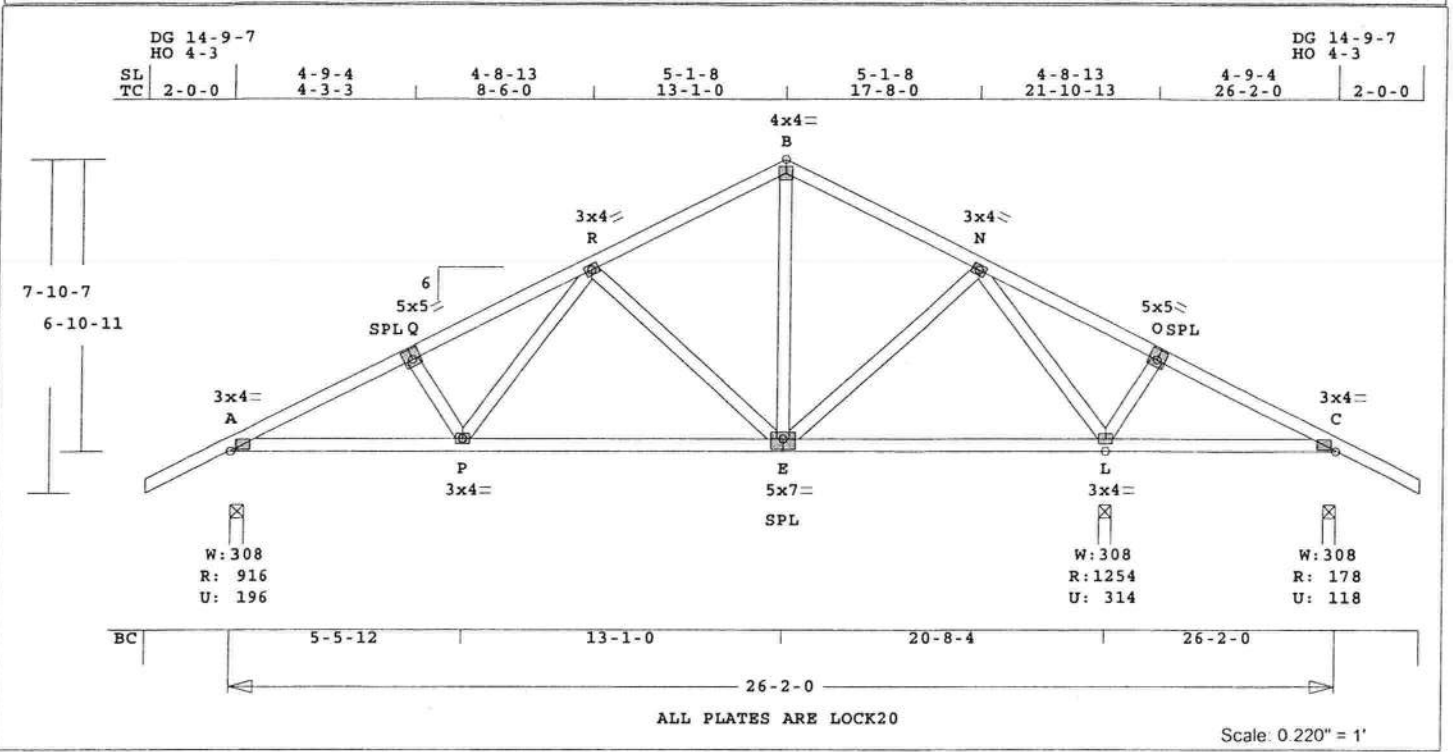 DG 14-9-7 DG 14-9-7
HO 4-3 HO 4-3
SL 4-9-4 4-8-13 5-1-8 5-1-8 4-8-13 4-9-4
TC 2-0-0 4-3-3 8-6-0 13-1-0 17-8-0 21-10-13 26-2-0 2-0-0
4x4=
B
3x4= 3x4=
R N
6
7-10-7
5x5= 5x5=
6-10-11
SPL Q O SPL
3x4= 3x4=
A C
P E L
3x4= 5x7= 3x4=
SPL
W:308 W:308 W:308
R: 916 R:1254 R: 178
U: 196 U: 314 U: 118
BC 5-5-12 13-1-0 20-8-4 26-2-0
26-2-0
ALL PLATES ARE LOCK20
Scale: 0.220" = 1'